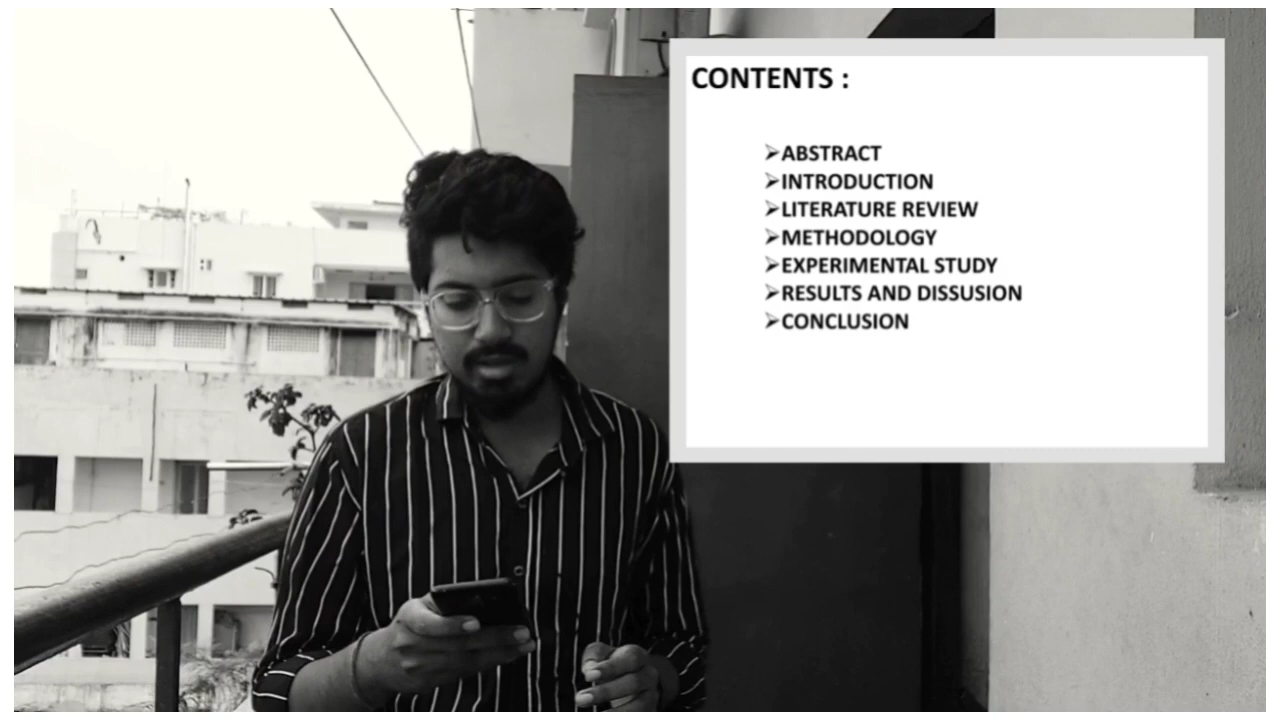 CONTENTS :
➢ABSTRACT
➢INTRODUCTION
➢LITERATURE REVIEW
➢METHODOLOGY
➢EXPERIMENTAL STUDY
➢RESULTS AND DISSUSION
➢CONCLUSION